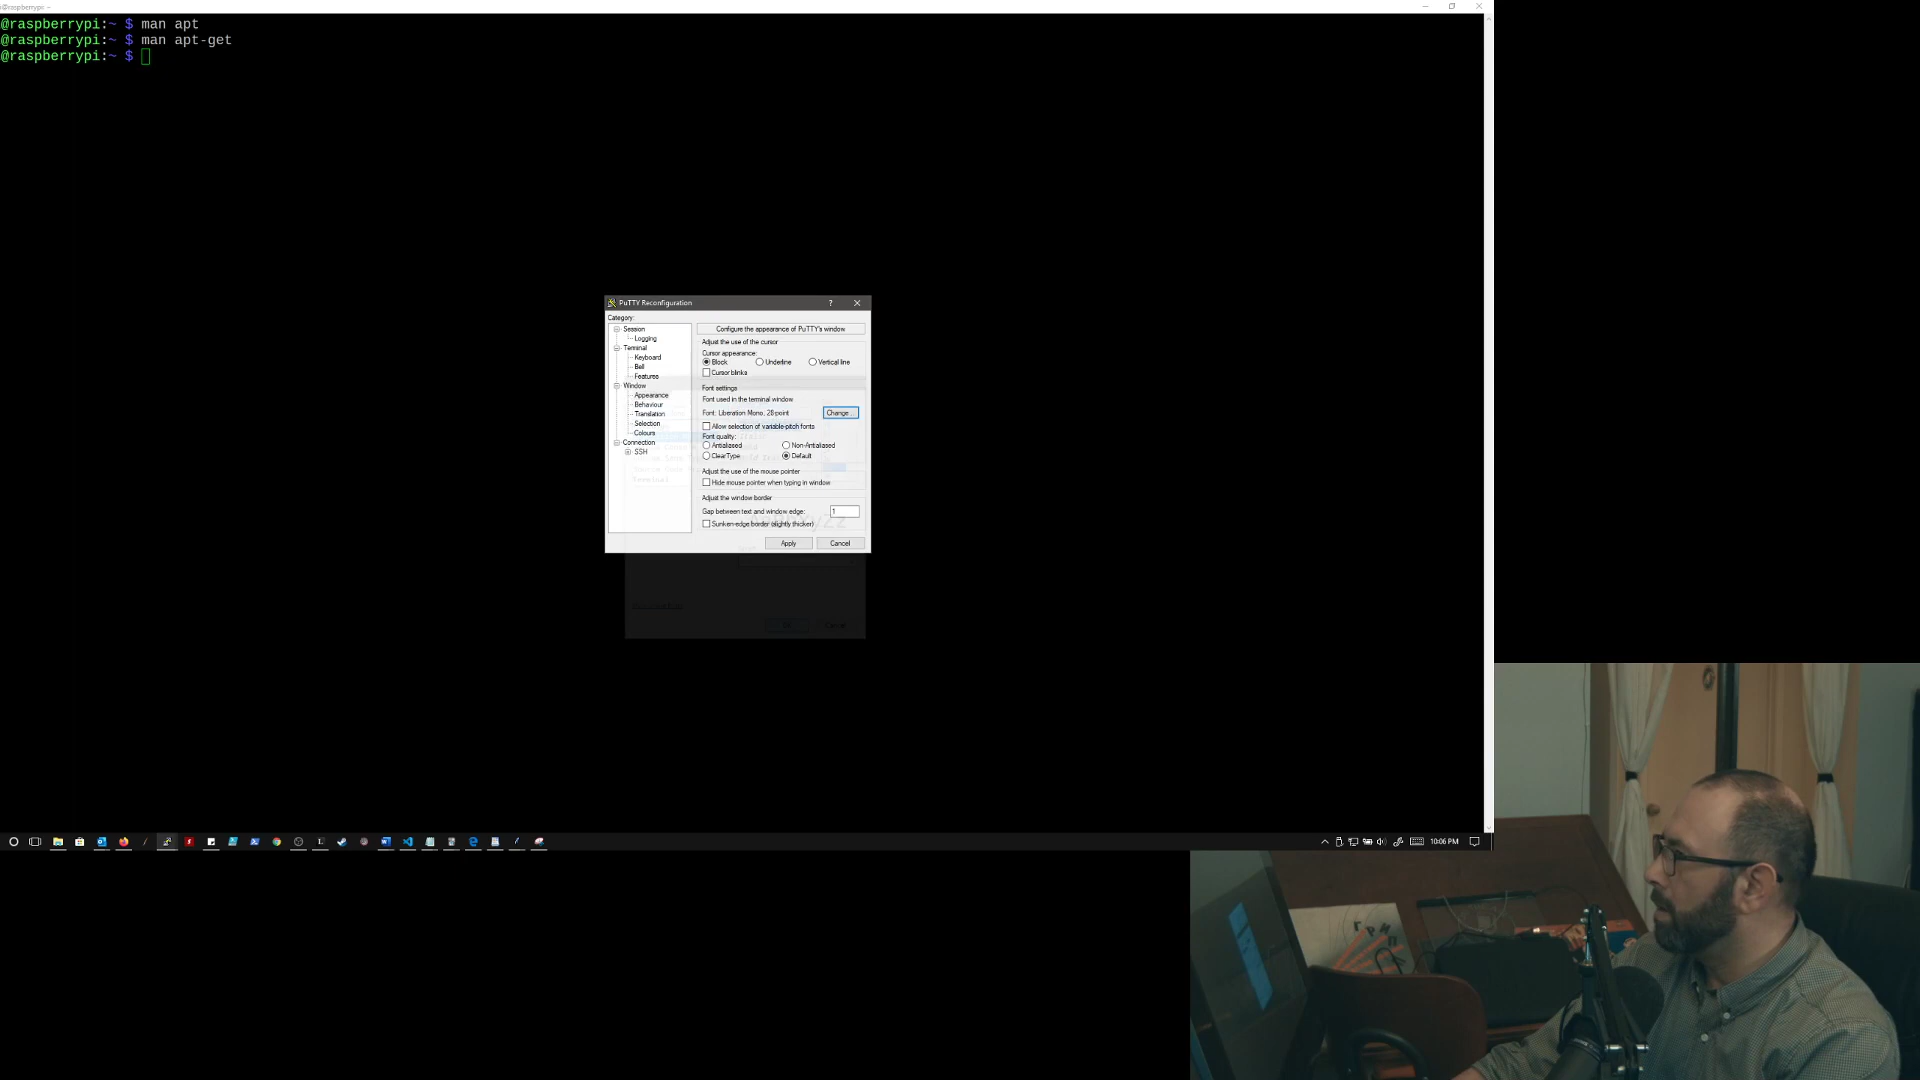 @raspberrypi: ~
@raspberrypi:~ $ man apt
@raspberrypi:~ $ man apt-get
@raspberrypi:~ $
PuTTY Reconfiguration
?
Category:
Session
Logging
Terminal
Keyboard
Bell
Features
Window
Appearance
Behaviour
Translation
Selection
Colours
Connection
SSH
Configure the appearance of PuTTY's window
Adjust the use of the cursor
Cursor appearance:
Block Underline Vertical line
Cursor blinks
Font settings
Font used in the terminal window
Font: Liberation Mono, 28-point Change...
Allow selection of variable-pitch fonts
Font quality:
Antialiased Non-Antialiased
ClearType Default
Adjust the use of the mouse pointer
Hide mouse pointer when typing in window
Adjust the window border
Gap between text and window edge: 1
Sunken-edge border (slightly thicker)
Apply Cancel
10:06 PM
ГРИП